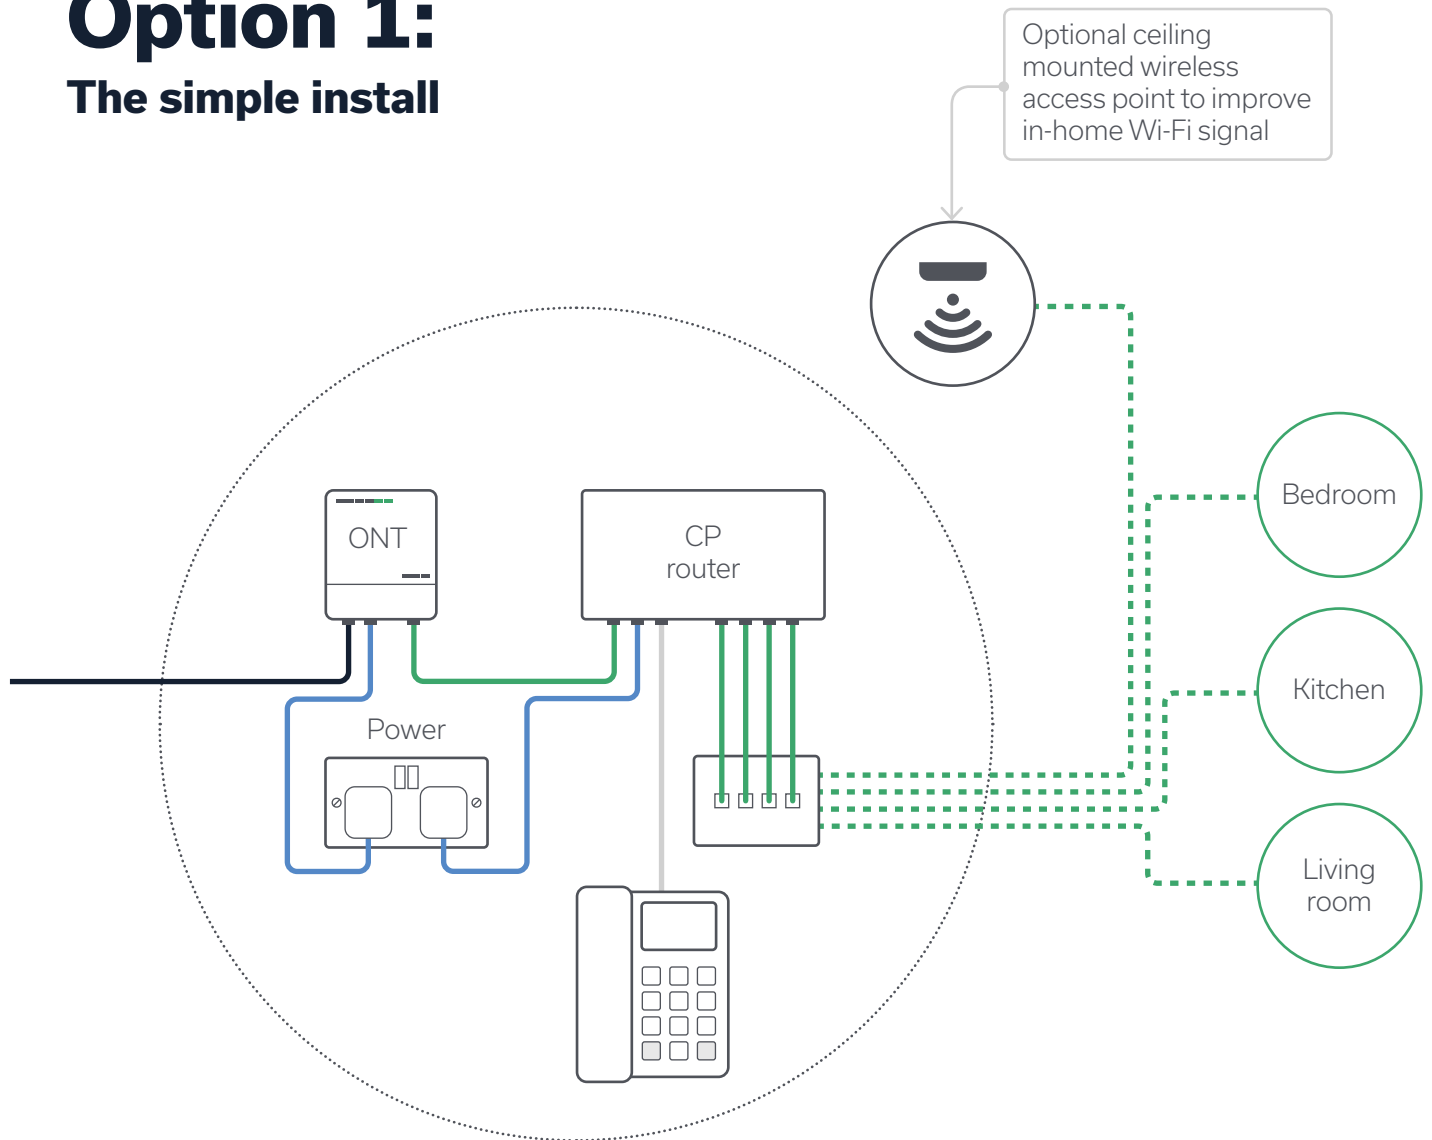 Option 1:
The simple install
Optional ceiling
mounted wireless
access point to improve
in-home Wi-Fi signal
ONT
CP
router
Power
Bedroom
Kitchen
Living
room